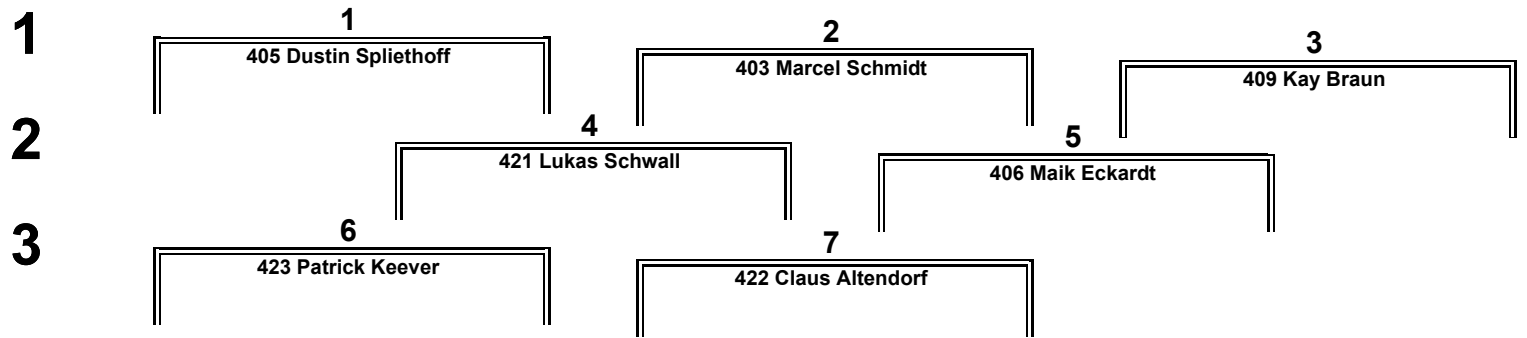 1
1
405 Dustin Spliethoff
2
403 Marcel Schmidt
3
409 Kay Braun
2
4
421 Lukas Schwall
5
406 Maik Eckardt
3
6
423 Patrick Keever
7
422 Claus Altendorf